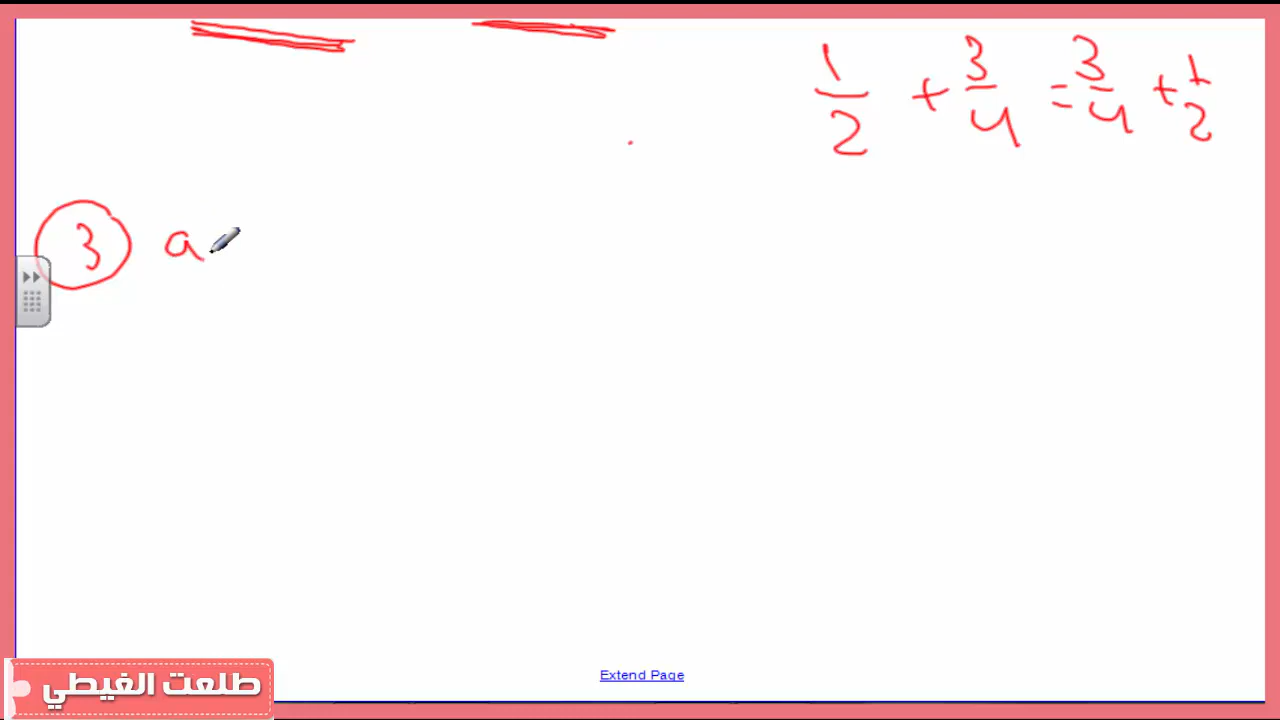 1/2 + 3/4 = 3/4 + 1/2
3 a
Extend Page
طلعت الغيطي